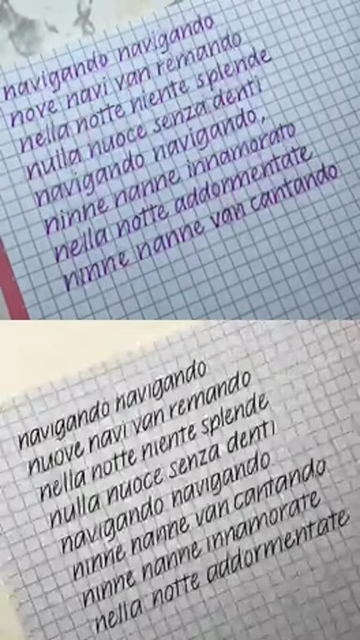 navigando navigando
nove navi van remando
nella notte niente splende
nulla nuoce senza denti
navigando navigando,
ninne nanne innamorato
nella notte addormentate
ninne nanne van cantando
navigando navigando
nuove navi van remando
nella notte niente splende
nulla nuoce senza denti
navigando navigando
ninne nanne van cantando
ninne nanne innamorate
nella notte addormentate